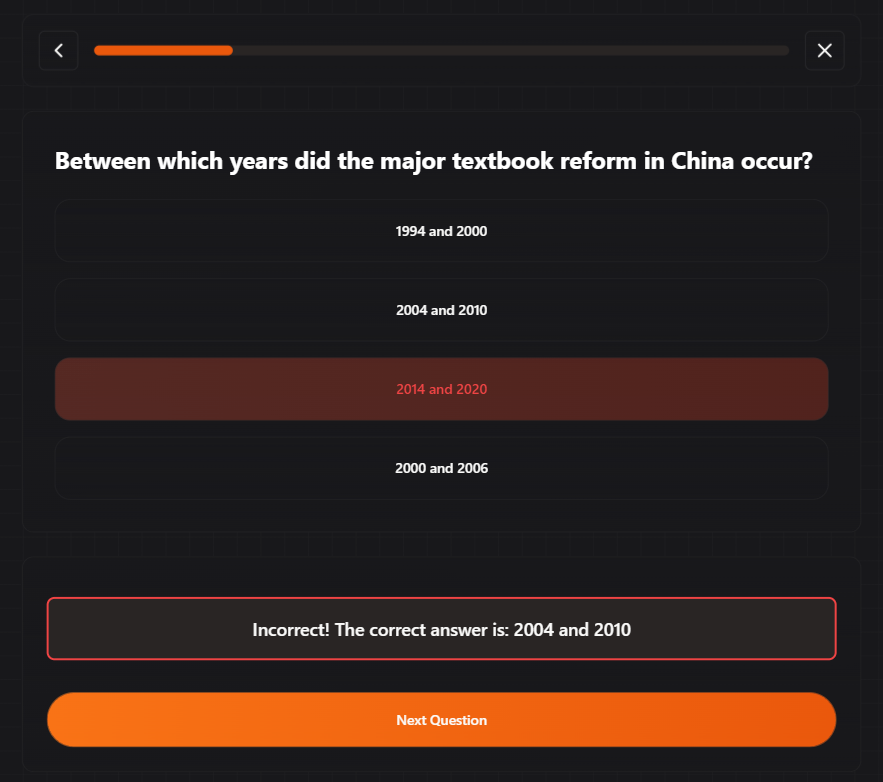 Between which years did the major textbook reform in China occur?
1994 and 2000
2004 and 2010
2014 and 2020
2000 and 2006
Incorrect! The correct answer is: 2004 and 2010
Next Question